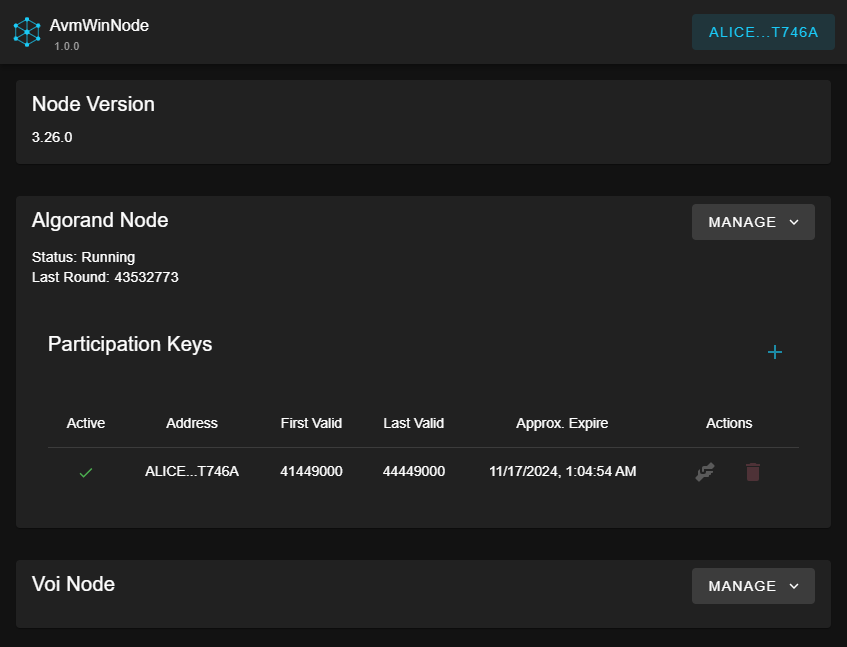 AvmWinNode
1.0.0
ALICE...T746A
Node Version
3.26.0
Algorand Node
MANAGE
Status: Running
Last Round: 43532773
Participation Keys
Active Address First Valid Last Valid Approx. Expire Actions
ALICE...T746A 41449000 44449000 11/17/2024, 1:04:54 AM
Voi Node
MANAGE